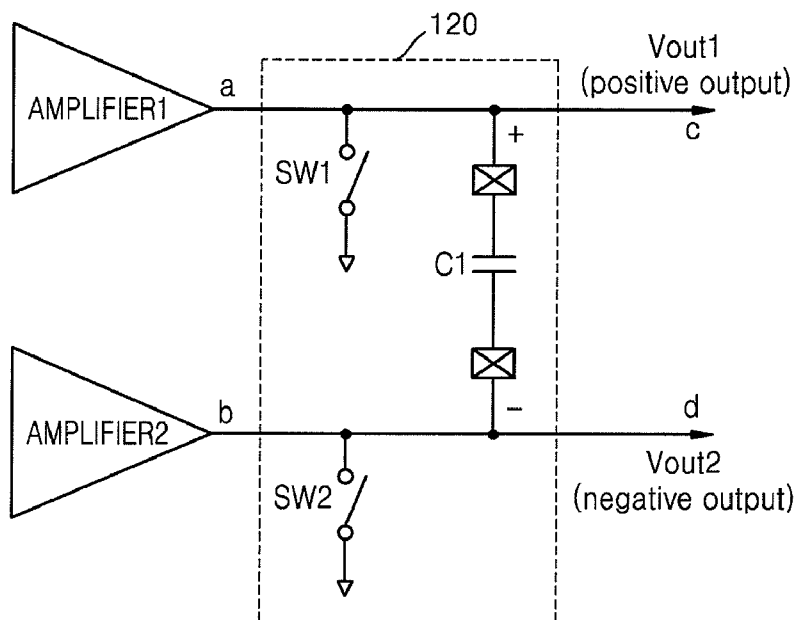 120
Vout1
(positive output)
AMPLIFIER1
a
c
+
SW1
C1
AMPLIFIER2
b
−
d
SW2
Vout2
(negative output)